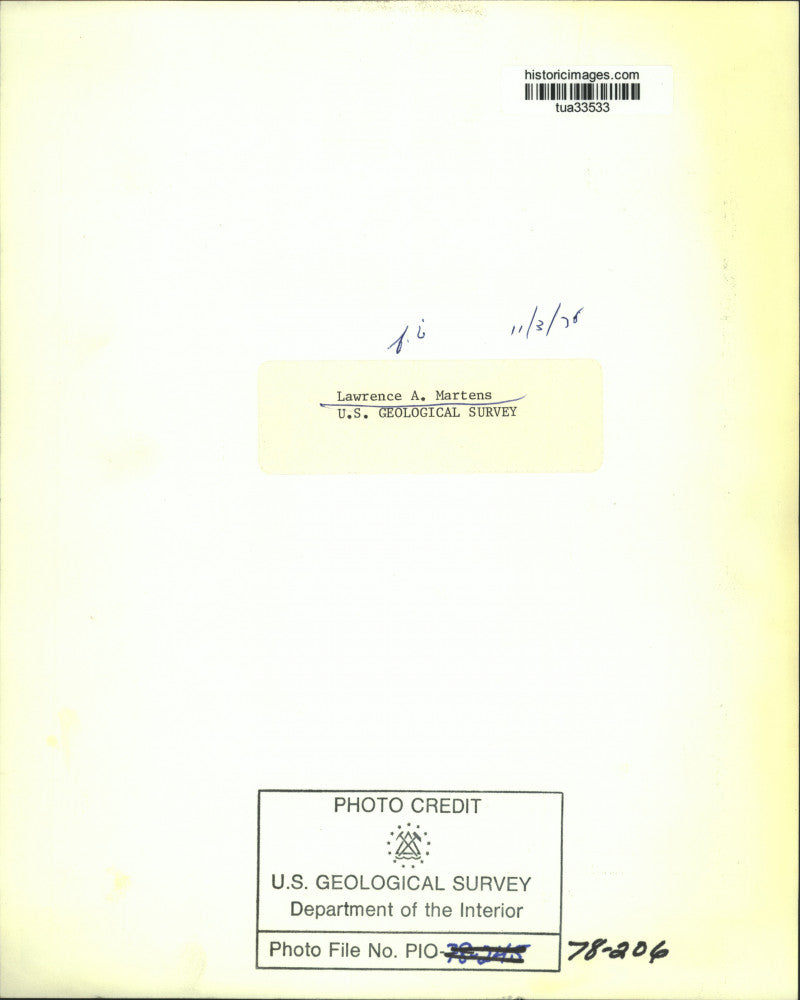 historicimages.com
tua33533
11/3/78
Lawrence A. Martens
U.S. GEOLOGICAL SURVEY
PHOTO CREDIT
U.S. GEOLOGICAL SURVEY
Department of the Interior
Photo File No. PIO- 78-206